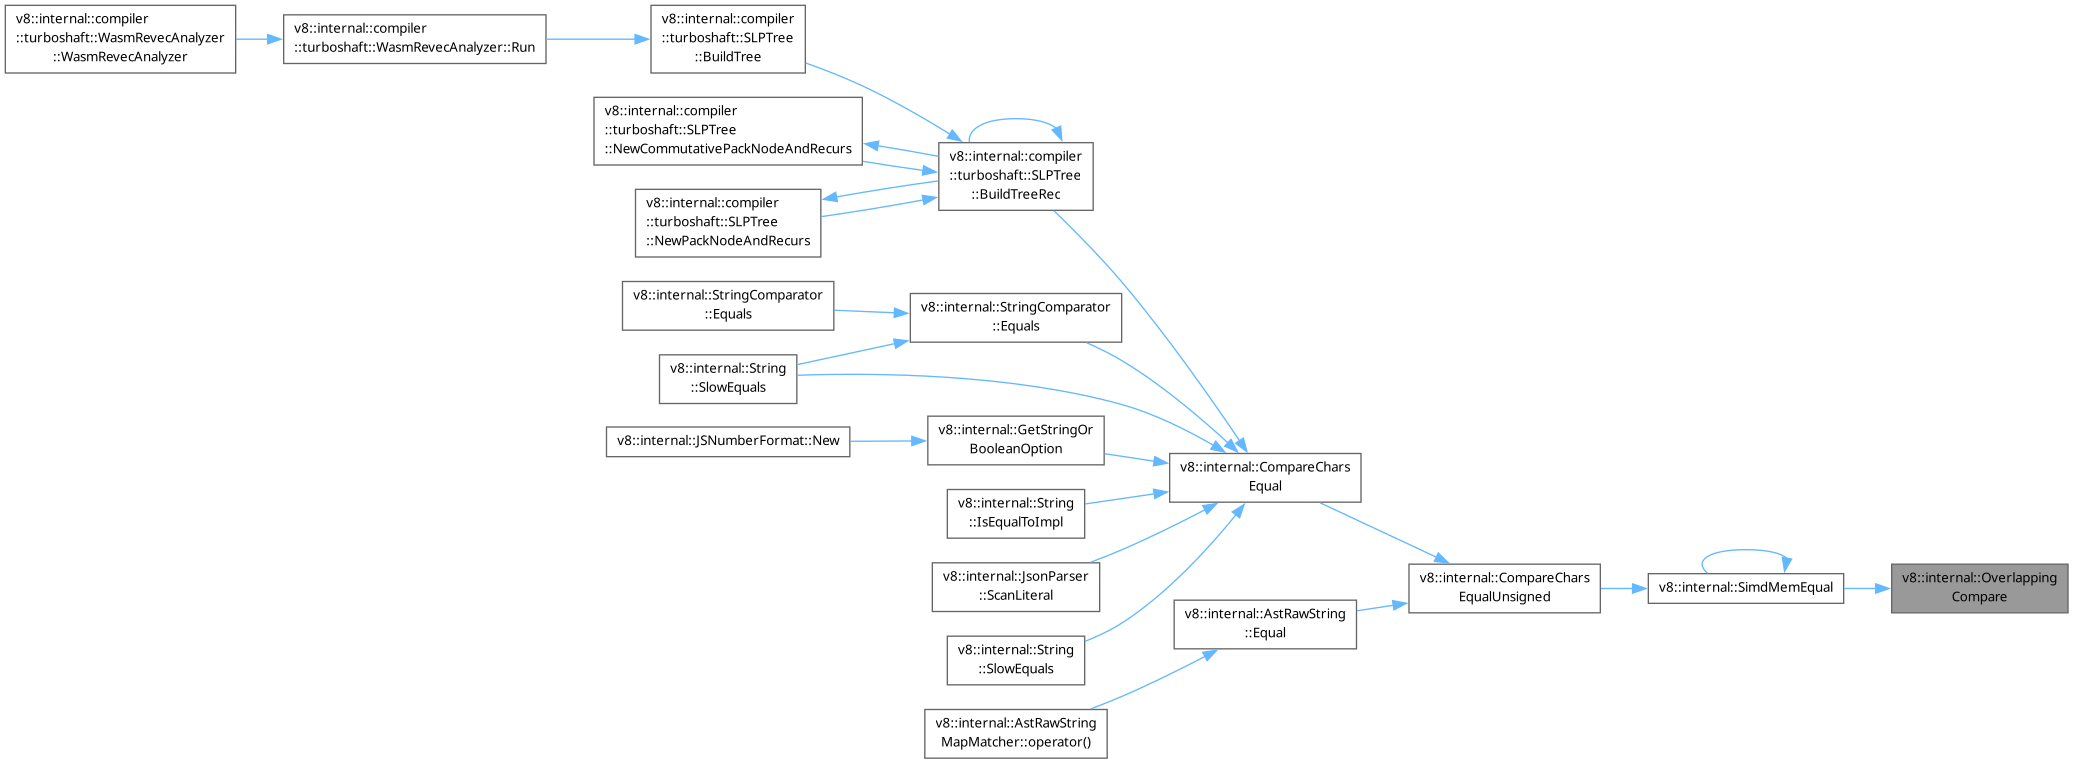 v8::internal::compiler
::turboshaft::WasmRevecAnalyzer
::WasmRevecAnalyzer
v8::internal::compiler
::turboshaft::WasmRevecAnalyzer::Run
v8::internal::compiler
::turboshaft::SLPTree
::BuildTree
v8::internal::compiler
::turboshaft::SLPTree
::NewCommutativePackNodeAndRecurs
v8::internal::compiler
::turboshaft::SLPTree
::BuildTreeRec
v8::internal::compiler
::turboshaft::SLPTree
::NewPackNodeAndRecurs
v8::internal::StringComparator
::Equals
v8::internal::StringComparator
::Equals
v8::internal::String
::SlowEquals
v8::internal::JSNumberFormat::New
v8::internal::GetStringOr
BooleanOption
v8::internal::CompareChars
Equal
v8::internal::String
::IsEqualToImpl
v8::internal::JsonParser
::ScanLiteral
v8::internal::CompareChars
EqualUnsigned
v8::internal::SimdMemEqual
v8::internal::Overlapping
Compare
v8::internal::AstRawString
::Equal
v8::internal::String
::SlowEquals
v8::internal::AstRawString
MapMatcher::operator()